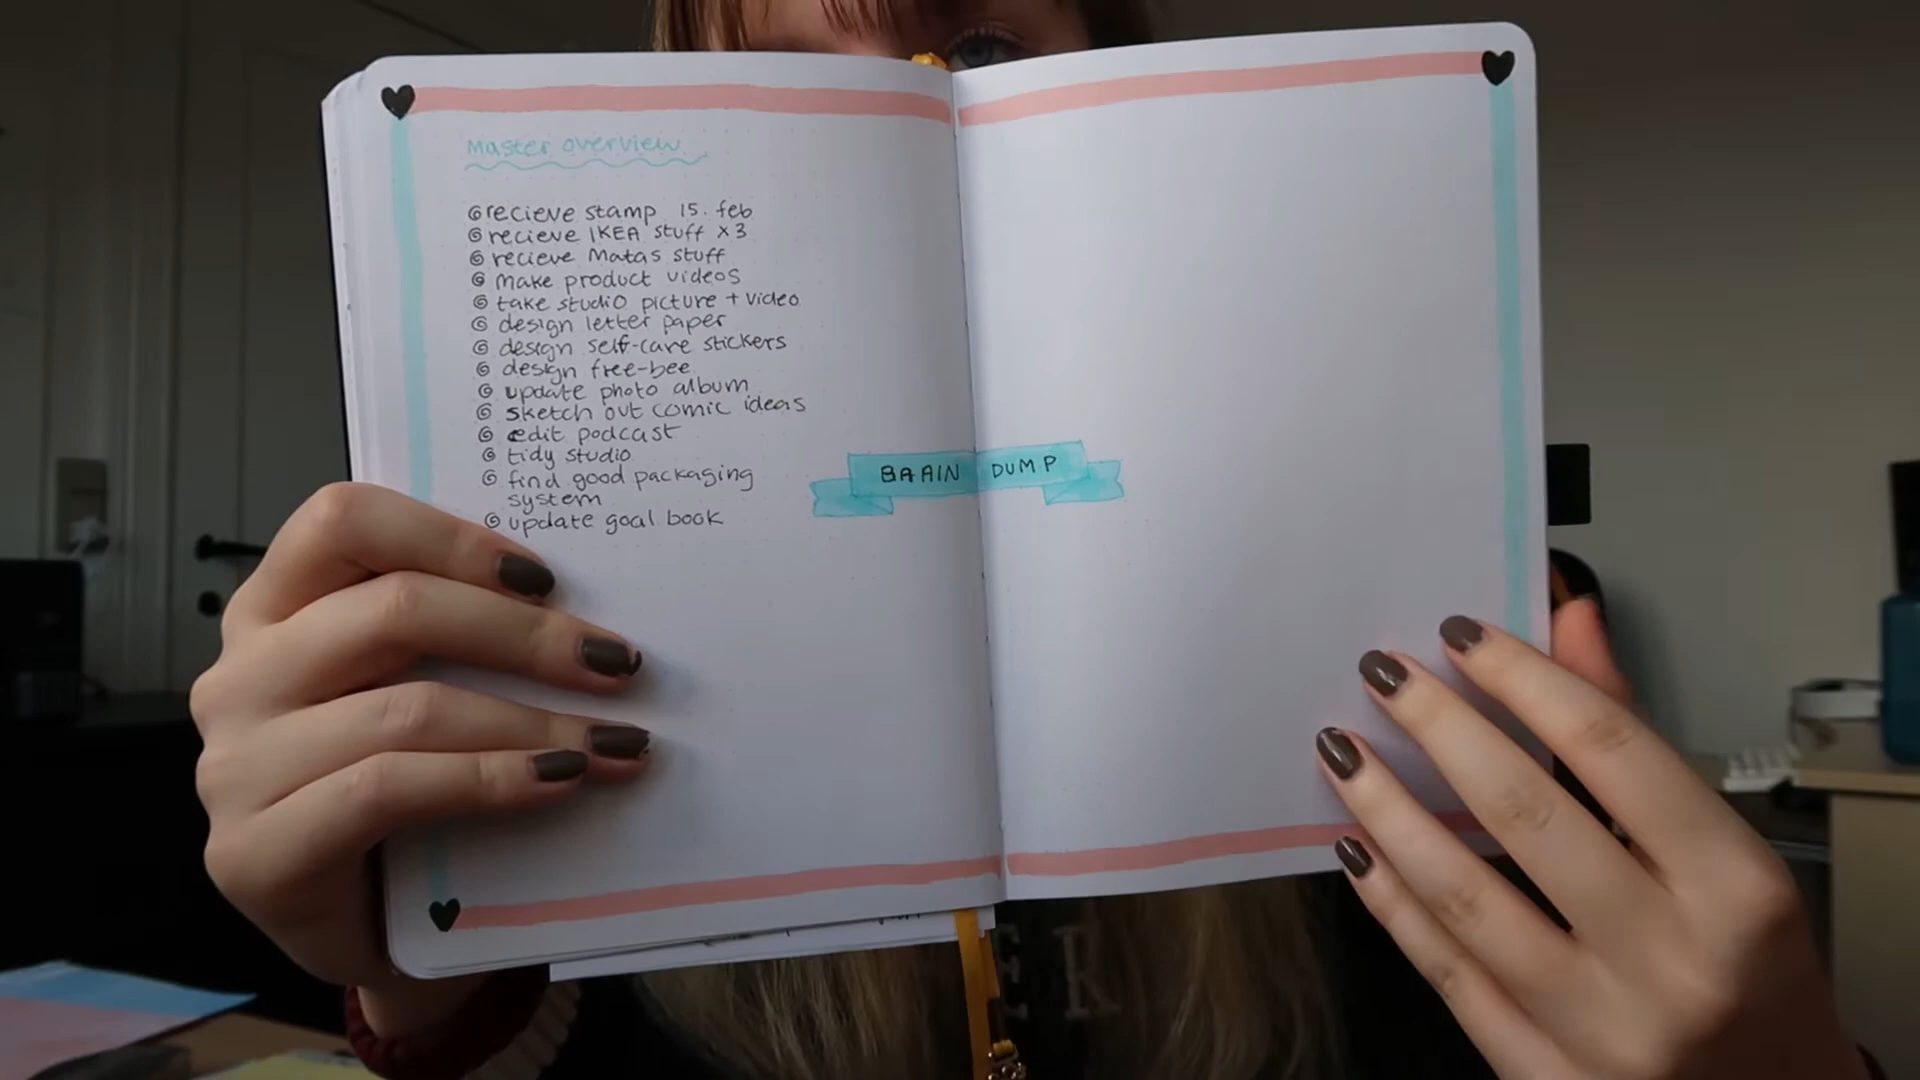 Master overview
recieve stamp 15. feb
recieve IKEA stuff x3
recieve Matas stuff
make product videos
take studio picture + video
design letter paper
design self-care stickers
design free-bee
update photo album
sketch out comic ideas
edit podcast
tidy studio
find good packaging
system
update goal book
BRAIN DUMP
ER